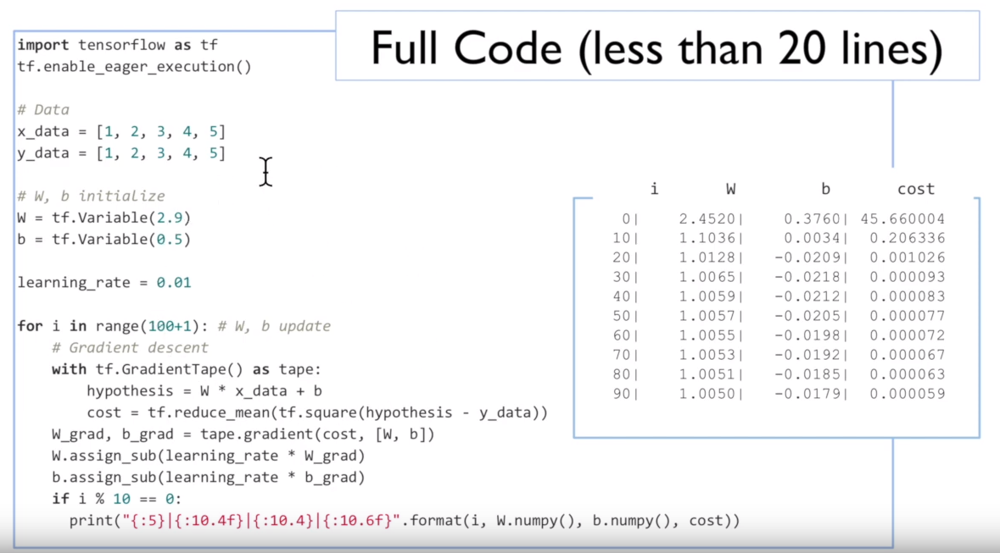 Full Code (less than 20 lines)
import tensorflow as tf
tf.enable_eager_execution()
# Data
x_data = [1, 2, 3, 4, 5]
y_data = [1, 2, 3, 4, 5]
# W, b initialize
W = tf.Variable(2.9)
b = tf.Variable(0.5)
learning_rate = 0.01
for i in range(100+1): # W, b update
    # Gradient descent
    with tf.GradientTape() as tape:
        hypothesis = W * x_data + b
        cost = tf.reduce_mean(tf.square(hypothesis - y_data))
    W_grad, b_grad = tape.gradient(cost, [W, b])
    W.assign_sub(learning_rate * W_grad)
    b.assign_sub(learning_rate * b_grad)
    if i % 10 == 0:
      print("{:5}|{:10.4f}|{:10.4}|{:10.6f}".format(i, W.numpy(), b.numpy(), cost))
i W b cost
0| 2.4520| 0.3760| 45.660004
10| 1.1036| 0.0034| 0.206336
20| 1.0128| -0.0209| 0.001026
30| 1.0065| -0.0218| 0.000093
40| 1.0059| -0.0212| 0.000083
50| 1.0057| -0.0205| 0.000077
60| 1.0055| -0.0198| 0.000072
70| 1.0053| -0.0192| 0.000067
80| 1.0051| -0.0185| 0.000063
90| 1.0050| -0.0179| 0.000059